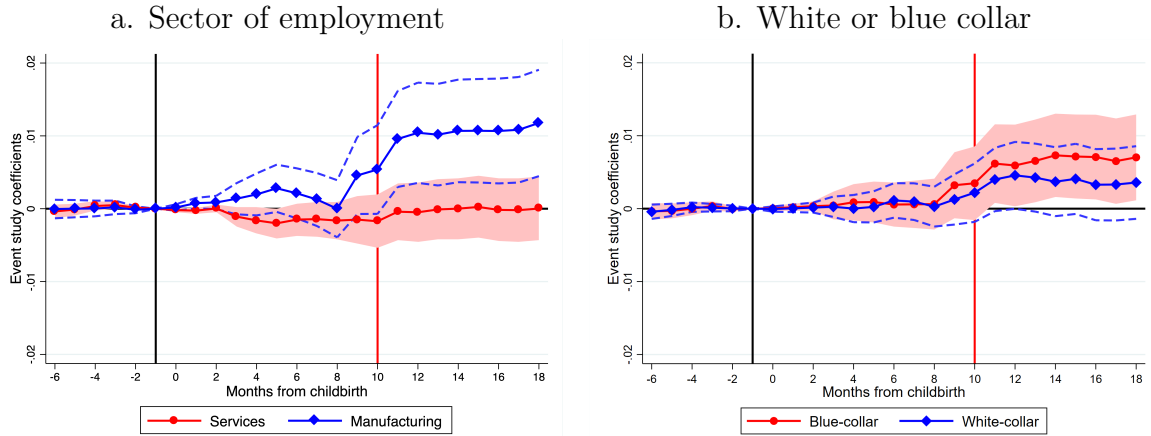 a. Sector of employment
Event study coefficients
.02
.01
0
-.01
-.02
-6 -4 -2 0 2 4 6 8 10 12 14 16 18
Months from childbirth
Services Manufacturing
b. White or blue collar
Event study coefficients
.02
.01
0
-.01
-.02
-6 -4 -2 0 2 4 6 8 10 12 14 16 18
Months from childbirth
Blue-collar White-collar